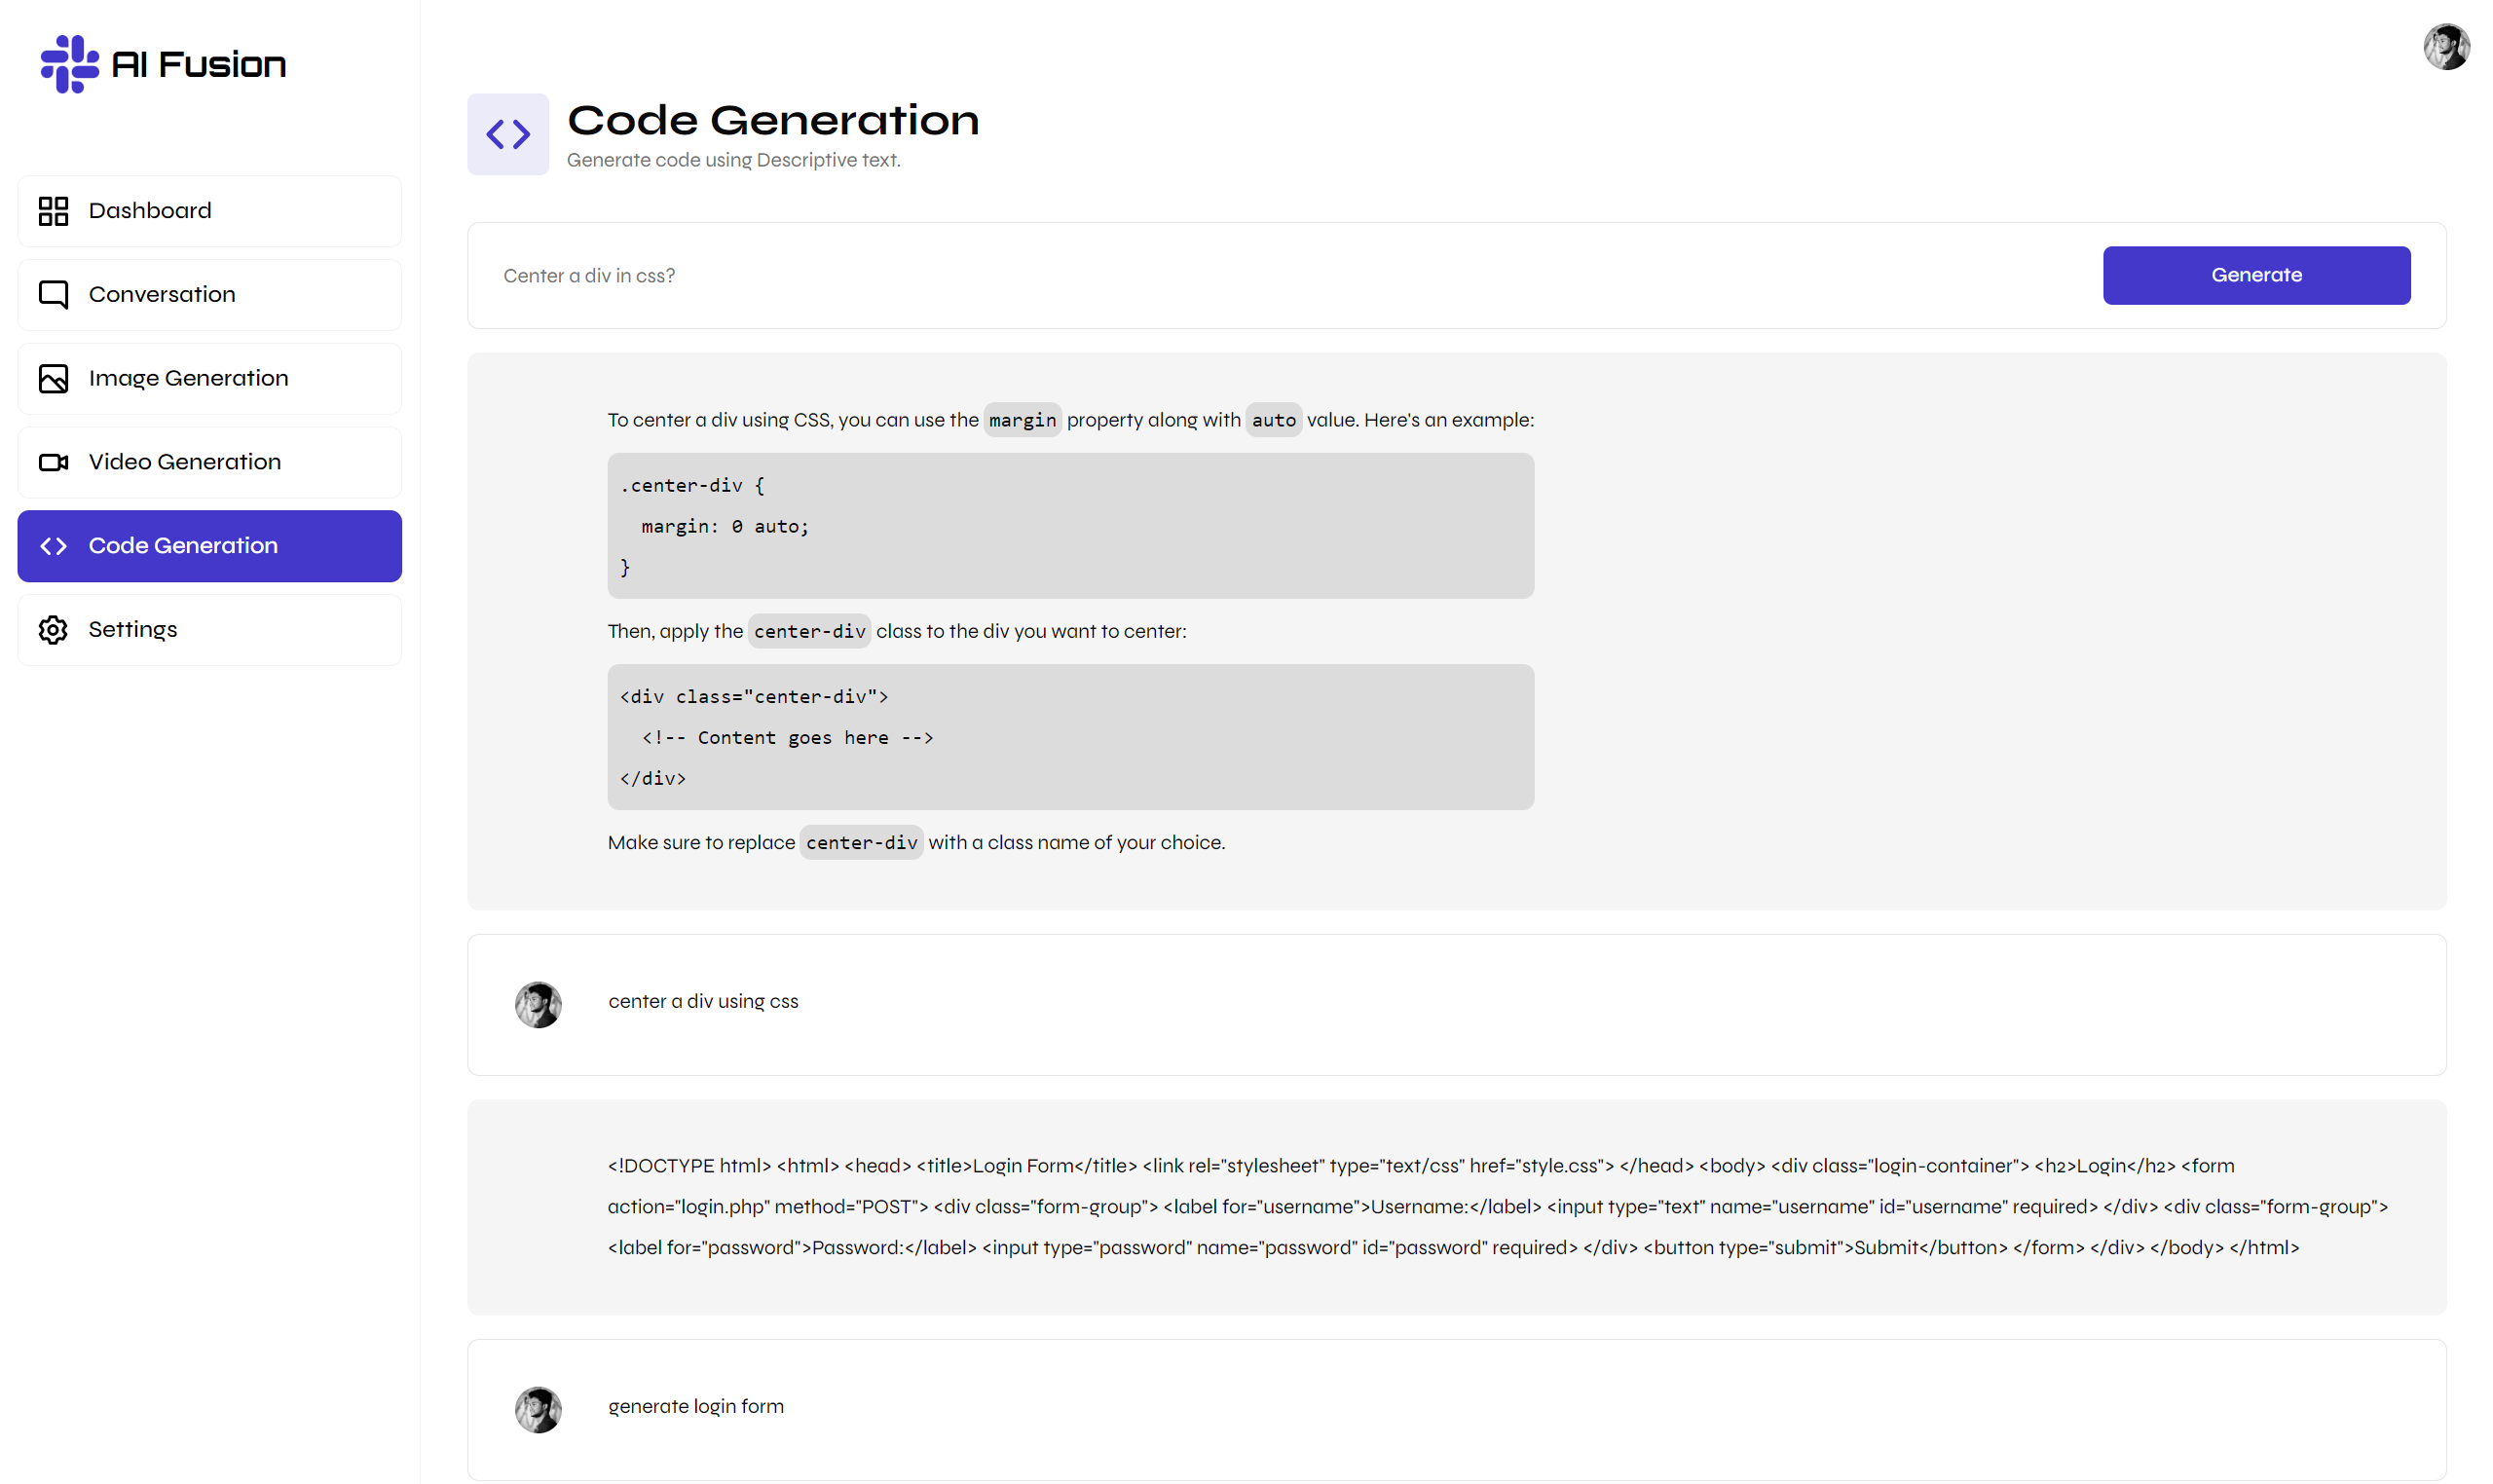 AI Fusion
Dashboard
Conversation
Image Generation
Video Generation
Code Generation
Settings
Code Generation
Generate code using Descriptive text.
Center a div in css?
Generate
To center a div using CSS, you can use the margin property along with auto value. Here's an example:
.center-div {
  margin: 0 auto;
}
Then, apply the center-div class to the div you want to center:
<div class="center-div">
  <!-- Content goes here -->
</div>
Make sure to replace center-div with a class name of your choice.
center a div using css
<!DOCTYPE html> <html> <head> <title>Login Form</title> <link rel="stylesheet" type="text/css" href="style.css"> </head> <body> <div class="login-container"> <h2>Login</h2> <form
action="login.php" method="POST"> <div class="form-group"> <label for="username">Username:</label> <input type="text" name="username" id="username" required> </div> <div class="form-group">
<label for="password">Password:</label> <input type="password" name="password" id="password" required> </div> <button type="submit">Submit</button> </form> </div> </body> </html>
generate login form